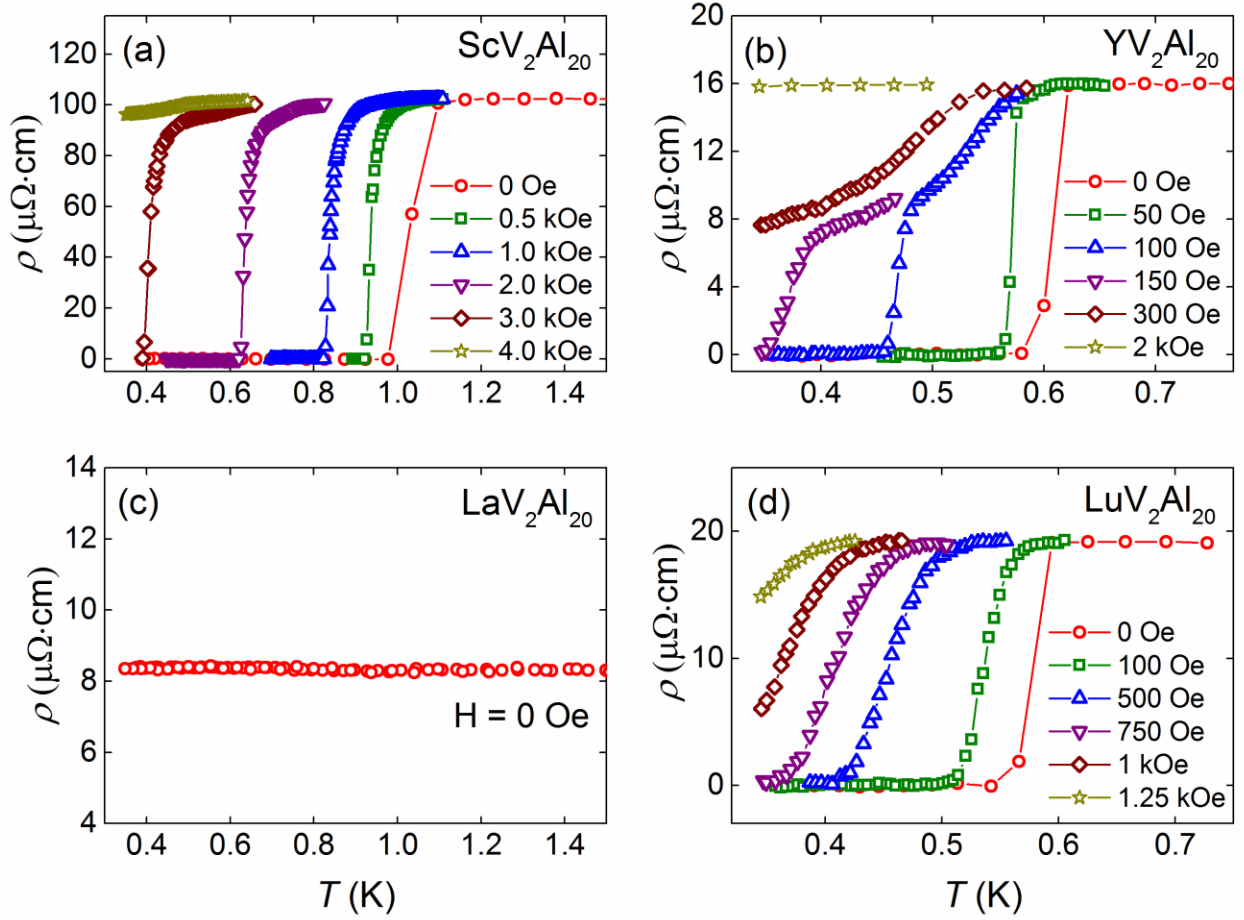 (a) ScV2Al20
ρ (μΩ·cm)
120
100
80
60
40
20
0
0 Oe
0.5 kOe
1.0 kOe
2.0 kOe
3.0 kOe
4.0 kOe
0.4 0.6 0.8 1.0 1.2 1.4
(b) YV2Al20
ρ (μΩ·cm)
20
16
12
8
4
0
0 Oe
50 Oe
100 Oe
150 Oe
300 Oe
2 kOe
0.4 0.5 0.6 0.7
(c) LaV2Al20
ρ (μΩ·cm)
14
12
10
8
6
4
H = 0 Oe
0.4 0.6 0.8 1.0 1.2 1.4
T (K)
(d) LuV2Al20
ρ (μΩ·cm)
20
10
0
0 Oe
100 Oe
500 Oe
750 Oe
1 kOe
1.25 kOe
0.4 0.5 0.6 0.7
T (K)